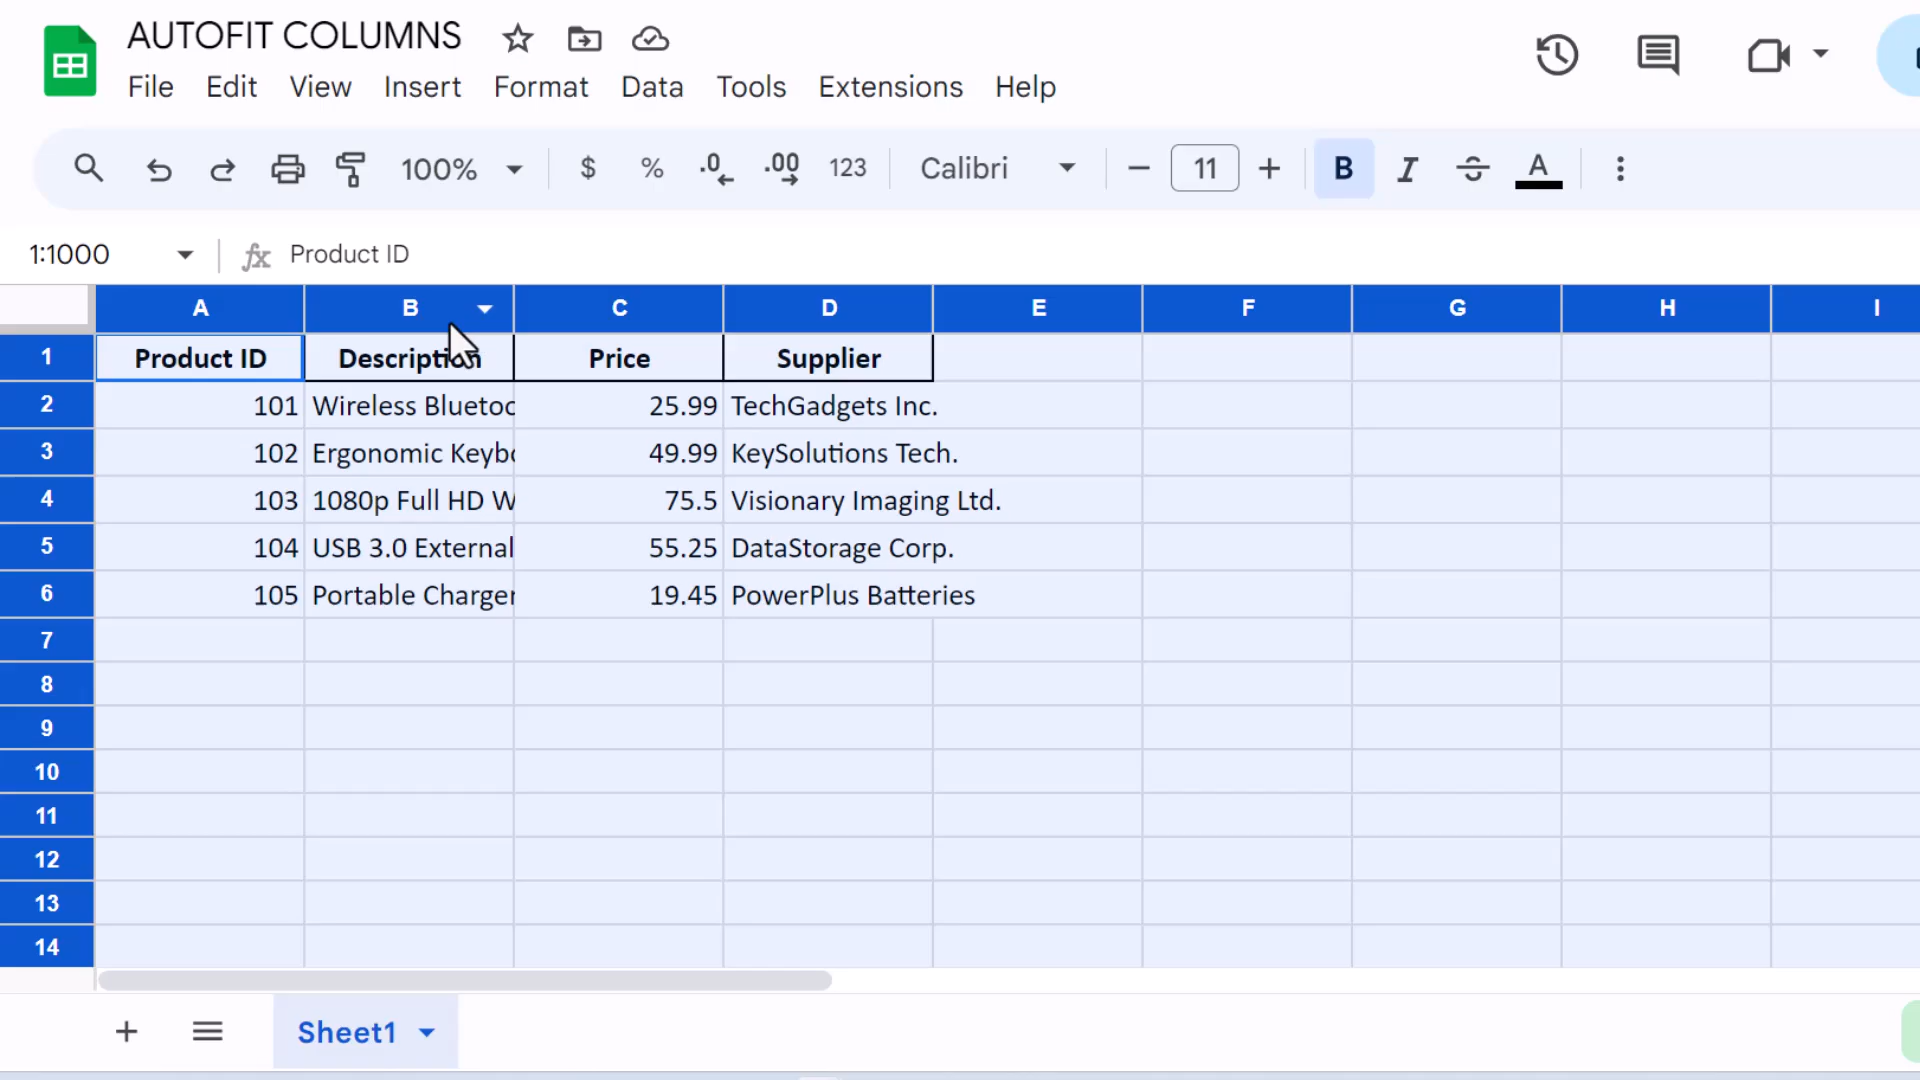 AUTOFIT COLUMNS
File Edit View Insert Format Data Tools Extensions Help
100% $ % .0 .00 123 Calibri 11 B I S A
1:1000 fx Product ID
A B C D E F G H I
1 Product ID Description Price Supplier
2 101 Wireless Bluetoc 25.99 TechGadgets Inc.
3 102 Ergonomic Keybo 49.99 KeySolutions Tech.
4 103 1080p Full HD W 75.5 Visionary Imaging Ltd.
5 104 USB 3.0 External 55.25 DataStorage Corp.
6 105 Portable Charger 19.45 PowerPlus Batteries
7
8
9
10
11
12
13
14
Sheet1